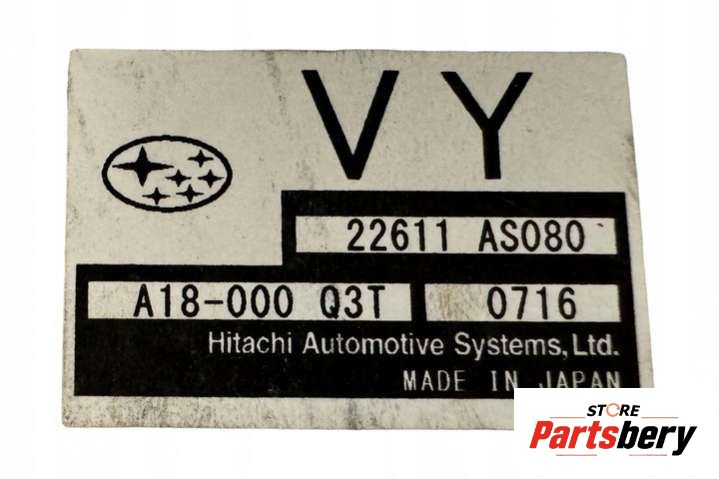 VY
22611 AS080
A18-000 Q3T 0716
Hitachi Automotive Systems, Ltd.
MADE IN JAPAN
STORE
Partsbery